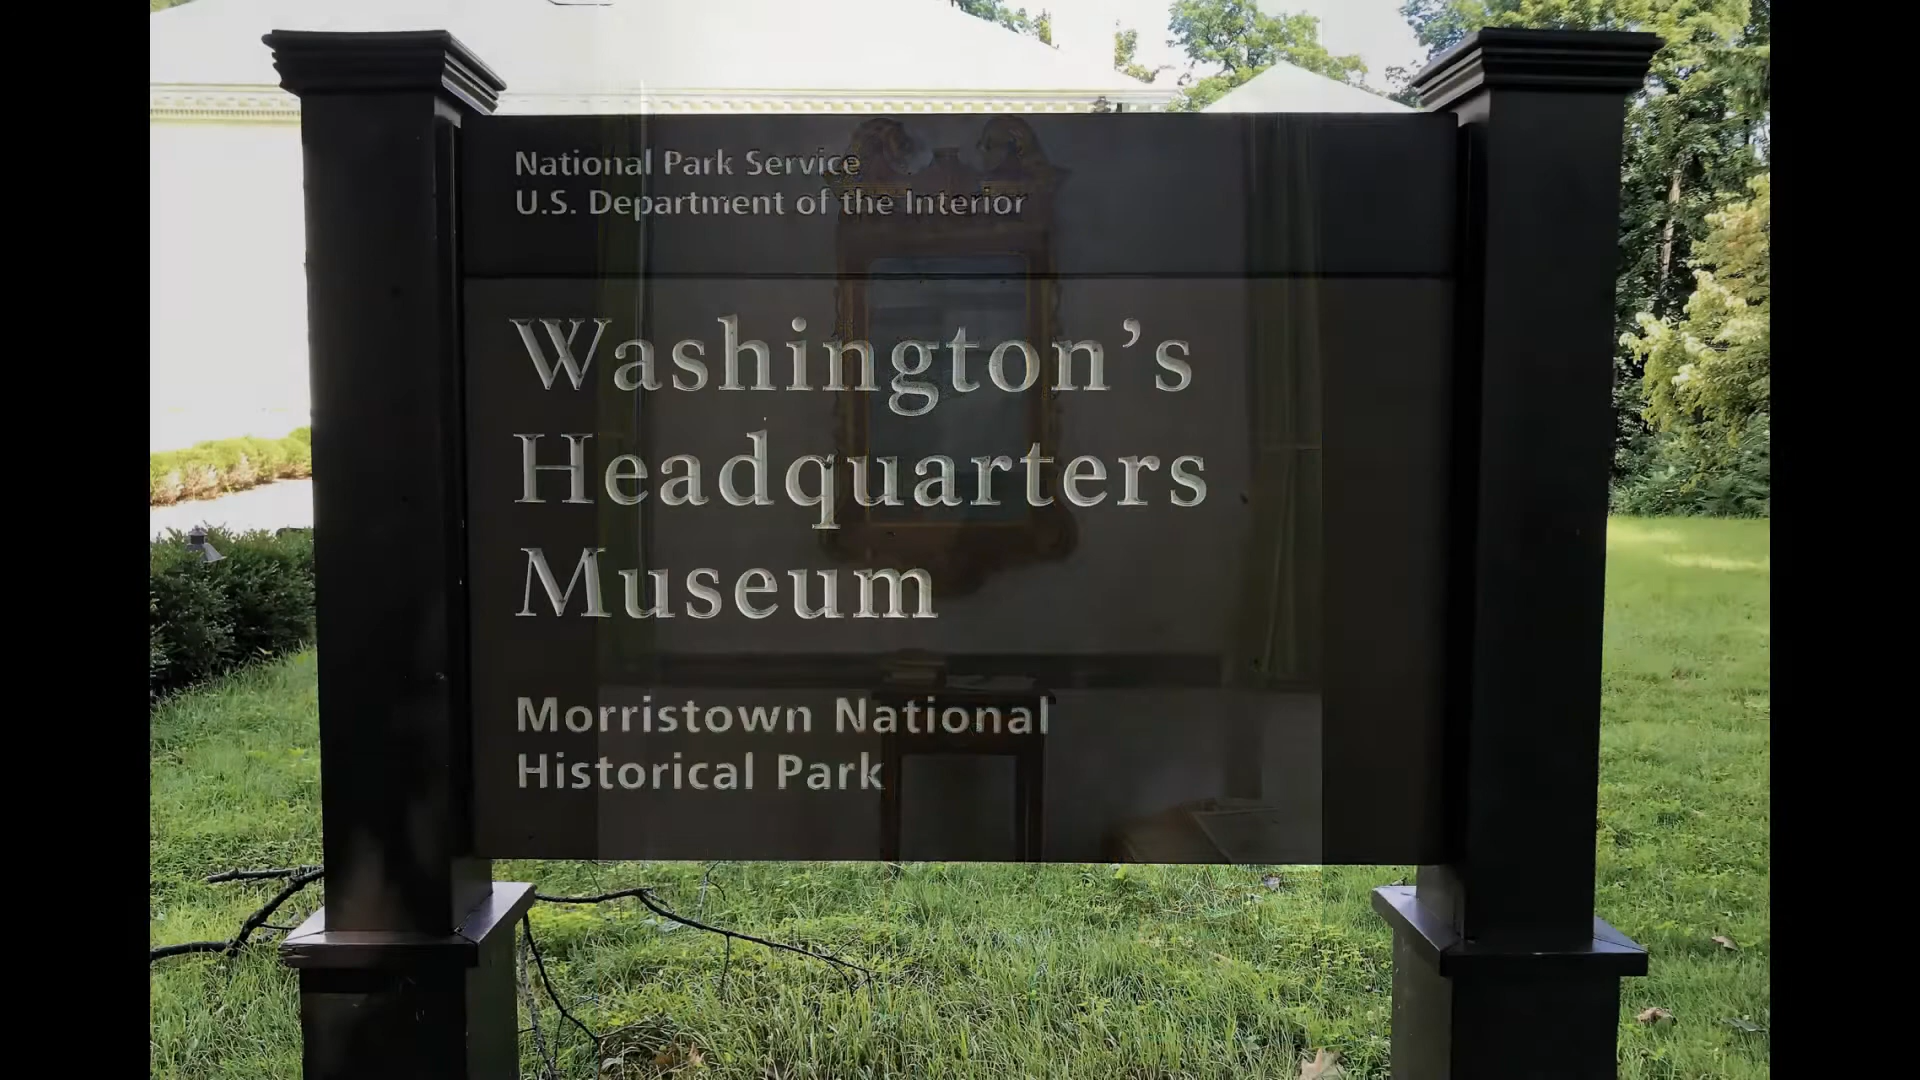 National Park Service
U.S. Department of the Interior
Washington’s
Headquarters
Museum
Morristown National
Historical Park